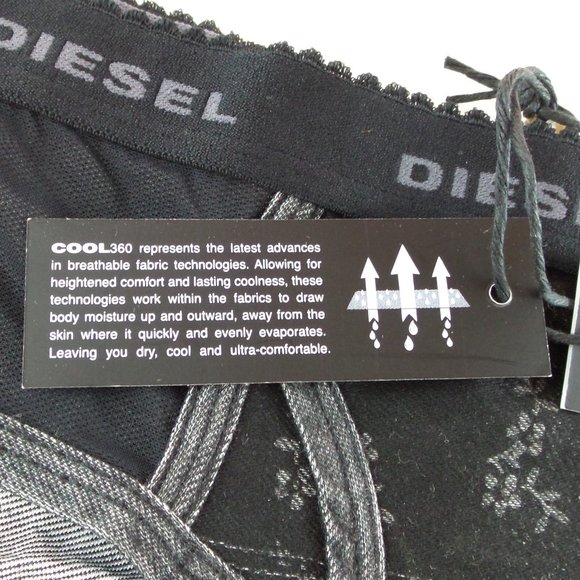 DIESEL
DIESEL
COOL360 represents the latest advances
in breathable fabric technologies. Allowing for
heightened comfort and lasting coolness, these
technologies work within the fabrics to draw
body moisture up and outward, away from the
skin where it quickly and evenly evaporates.
Leaving you dry, cool and ultra-comfortable.